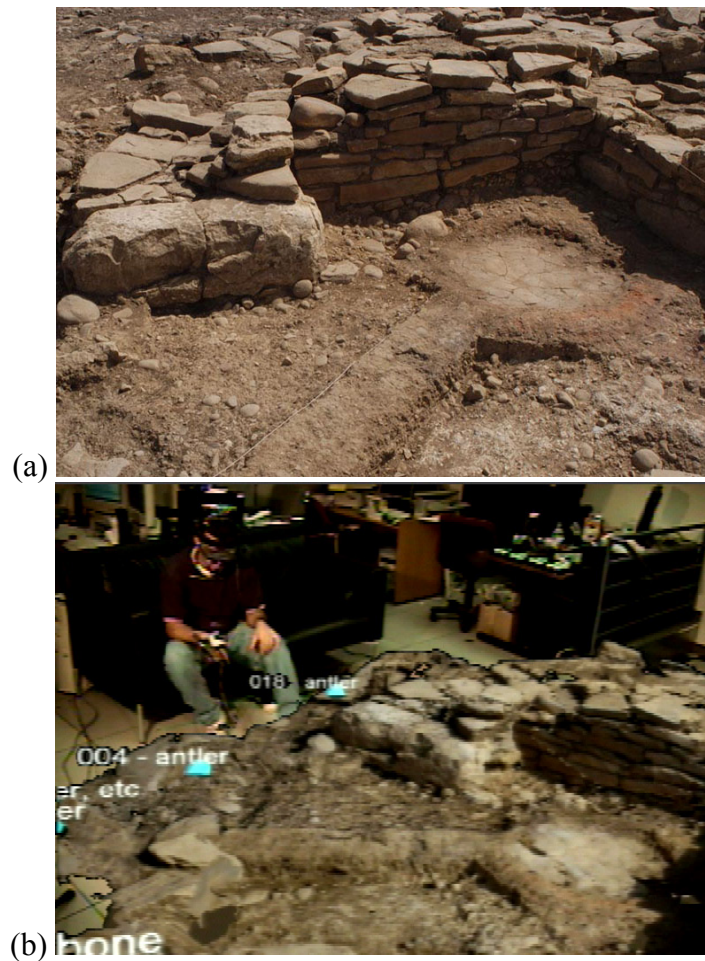 (a)
018 - antler
004 - antler
er, etc
er
(b)
bone